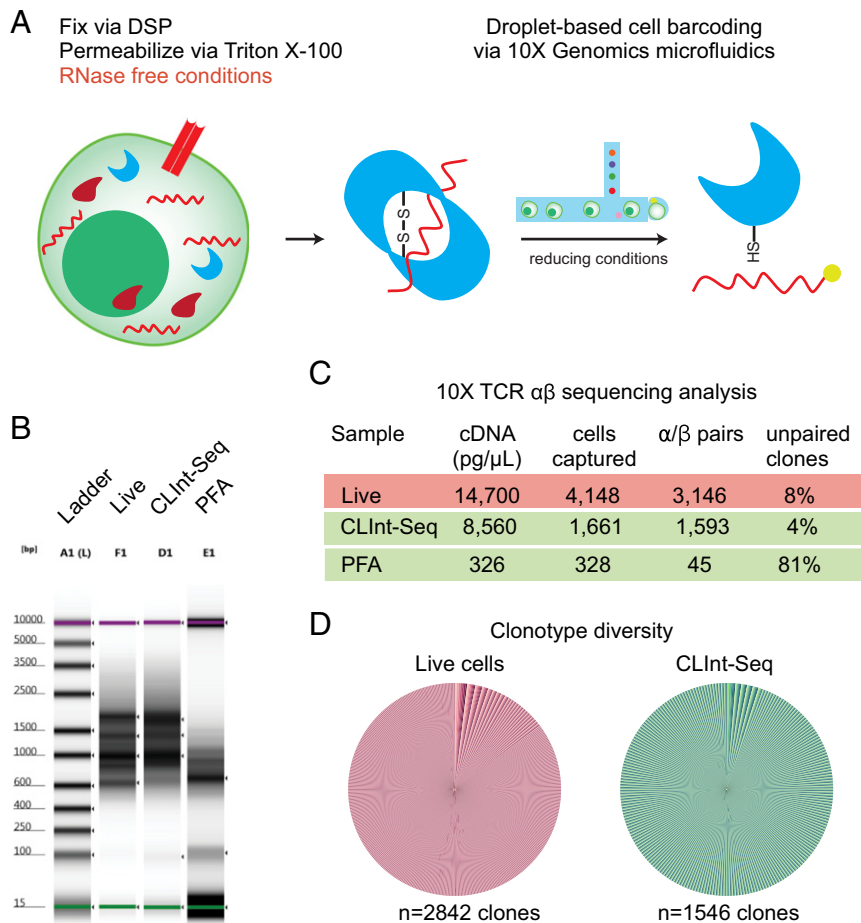 A
Fix via DSP
Permeabilize via Triton X-100
RNase free conditions
Droplet-based cell barcoding
via 10X Genomics microfluidics
S
S
reducing conditions
HS
B
Ladder
Live
CLInt-Seq
PFA
[bp] A1 (L) F1 D1 E1
10000
5000
3500
2500
1500
1000
600
400
250
100
15
C
10X TCR αβ sequencing analysis
Sample cDNA (pg/µL) cells captured α/β pairs unpaired clones
Live 14,700 4,148 3,146 8%
CLInt-Seq 8,560 1,661 1,593 4%
PFA 326 328 45 81%
D
Clonotype diversity
Live cells CLInt-Seq
n=2842 clones n=1546 clones